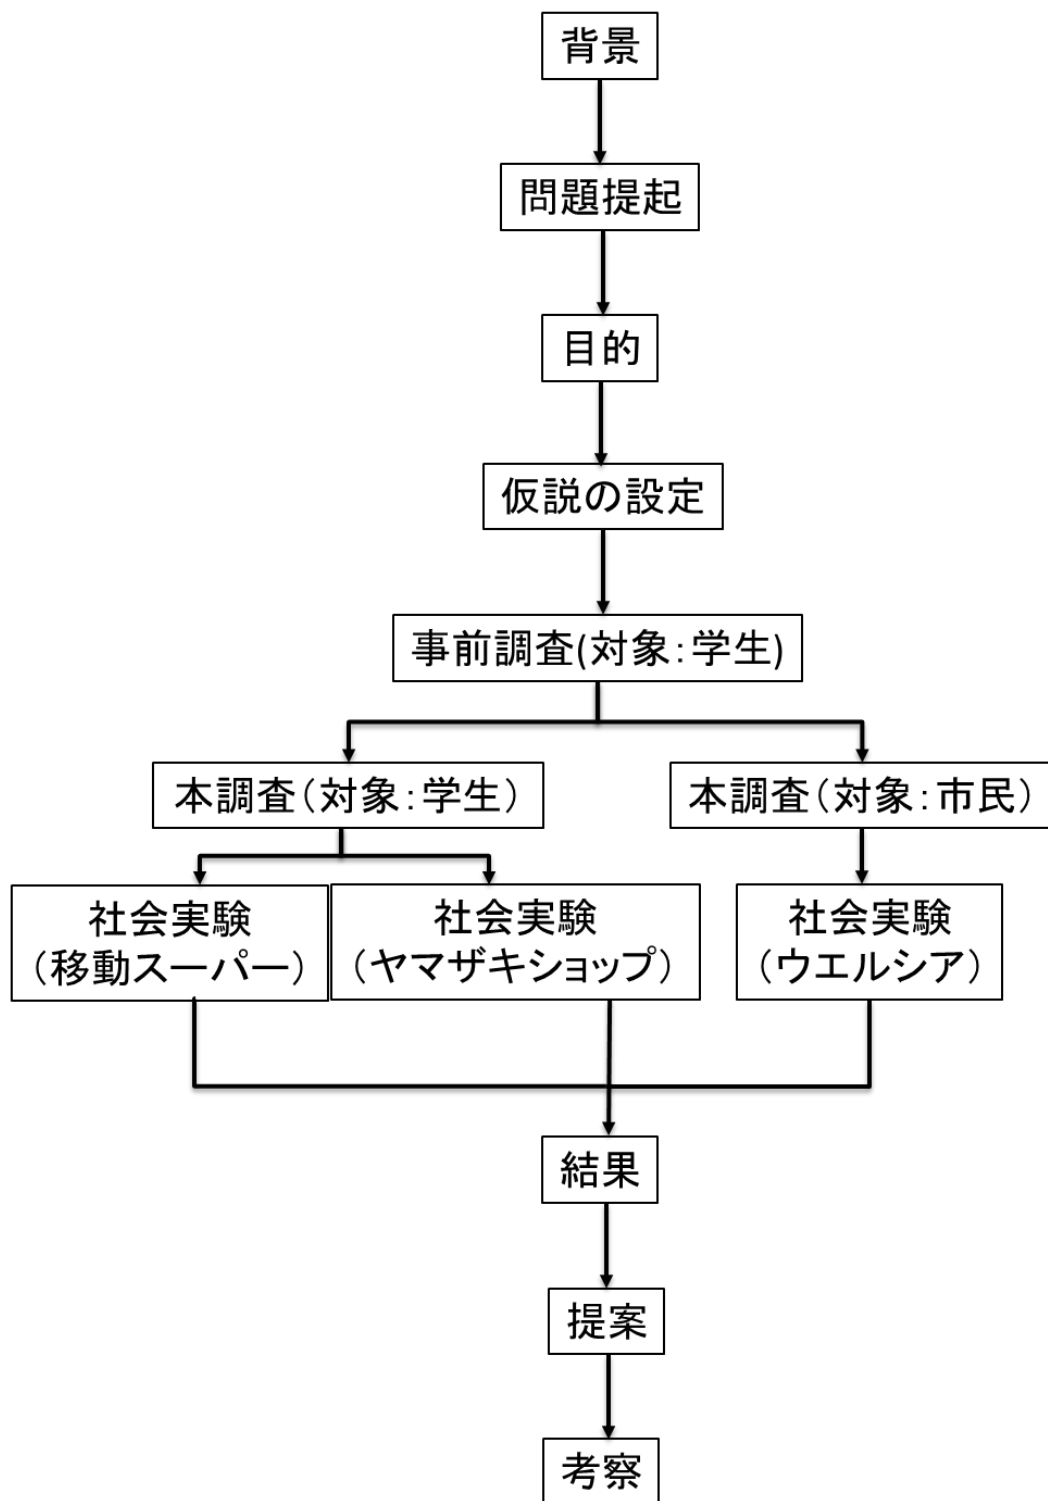 背景
問題提起
目的
仮説の設定
事前調査(対象:学生)
本調査(対象:学生)
本調査(対象:市民)
社会実験
(移動スーパー)
社会実験
(ヤマザキショップ)
社会実験
(ウエルシア)
結果
提案
考察